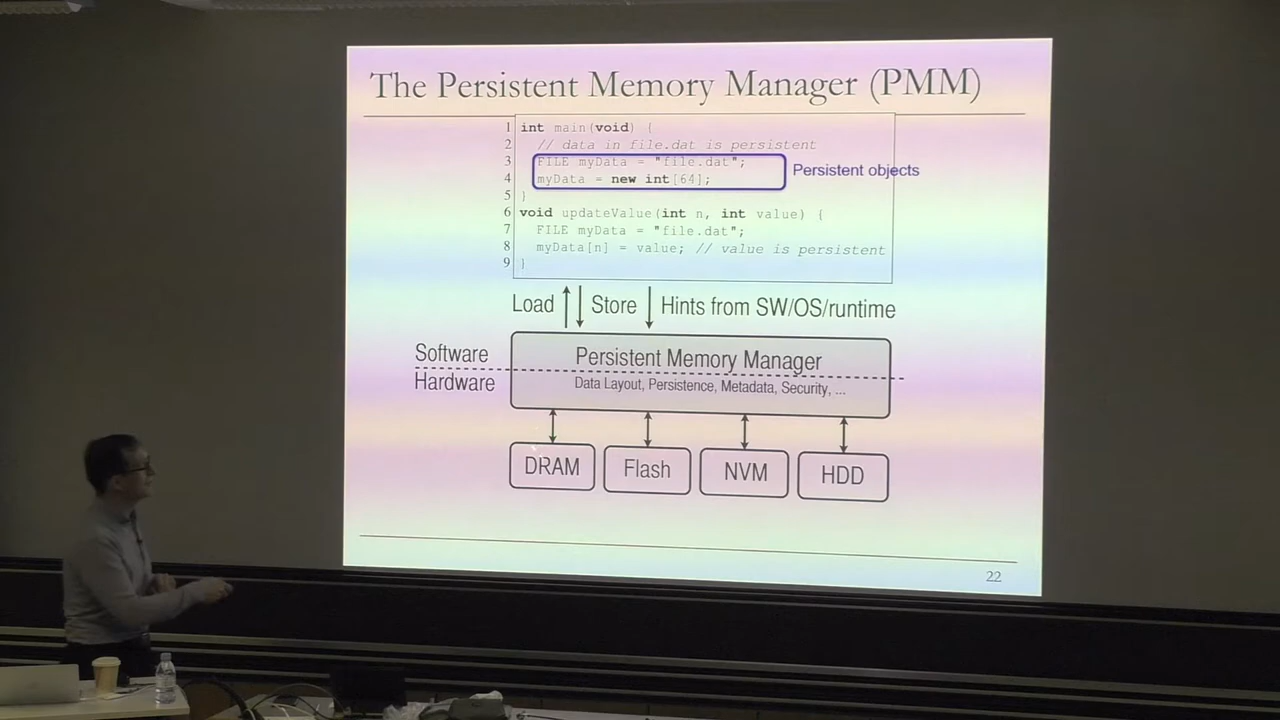 The Persistent Memory Manager (PMM)
1 int main(void) {
2 // data in file.dat is persistent
3 FILE myData = "file.dat";
4 myData = new int[64];
Persistent objects
5 }
6 void updateValue(int n, int value) {
7 FILE myData = "file.dat";
8 myData[n] = value; // value is persistent
9 }
Load Store Hints from SW/OS/runtime
Software
Hardware
Persistent Memory Manager
Data Layout, Persistence, Metadata, Security, ...
DRAM Flash NVM HDD
22